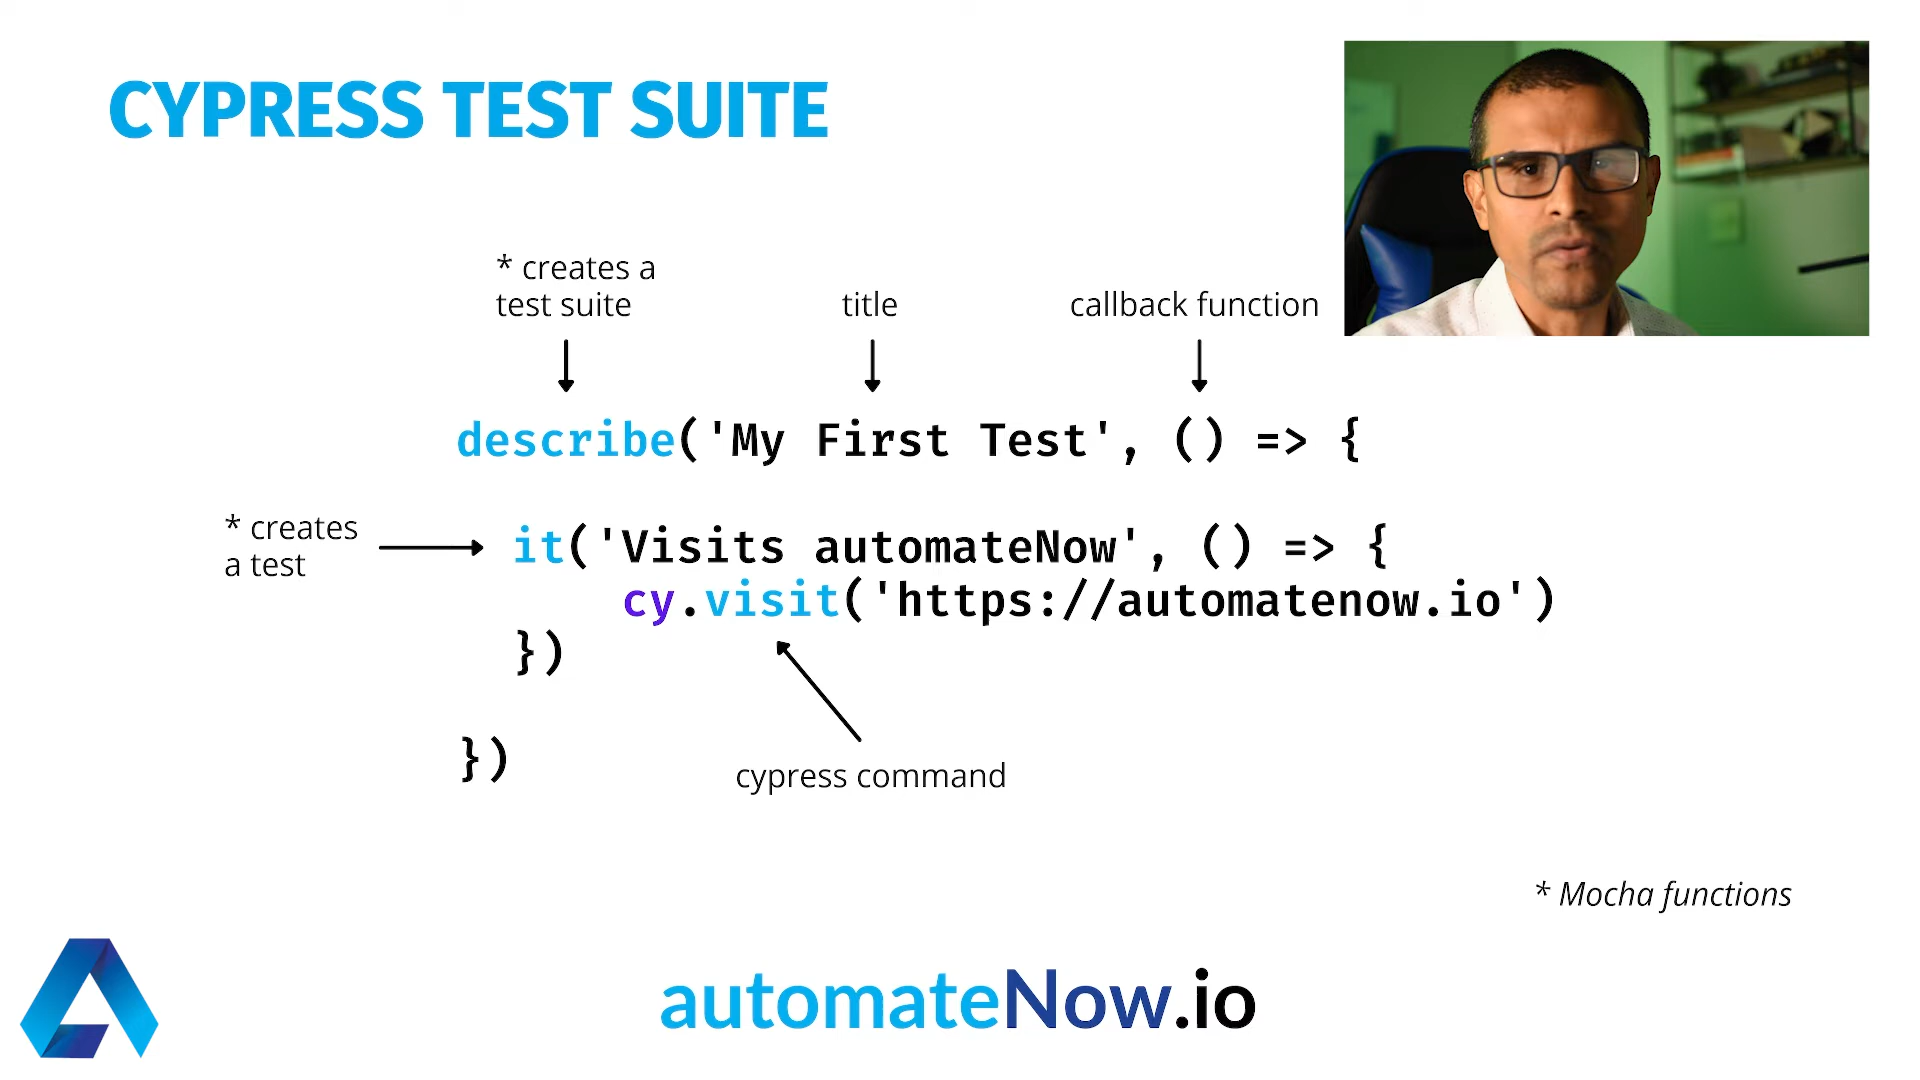 CYPRESS TEST SUITE
* creates a
test suite
title
callback function
describe('My First Test', () => {
* creates
a test
it('Visits automateNow', () => {
cy.visit('https://automatenow.io')
})
})
cypress command
* Mocha functions
automateNow.io